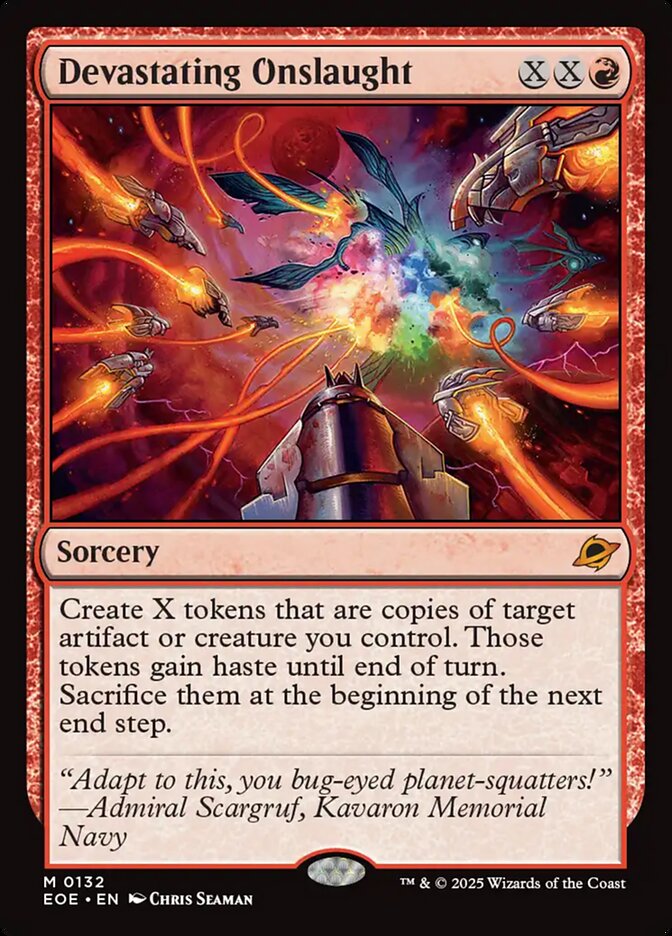 Devastating Onslaught X X
Sorcery
Create X tokens that are copies of target
artifact or creature you control. Those
tokens gain haste until end of turn.
Sacrifice them at the beginning of the next
end step.
“Adapt to this, you bug-eyed planet-squatters!”
—Admiral Scargruf, Kavaron Memorial
Navy
M 0132
EOE • EN Chris Seaman
™ & © 2025 Wizards of the Coast